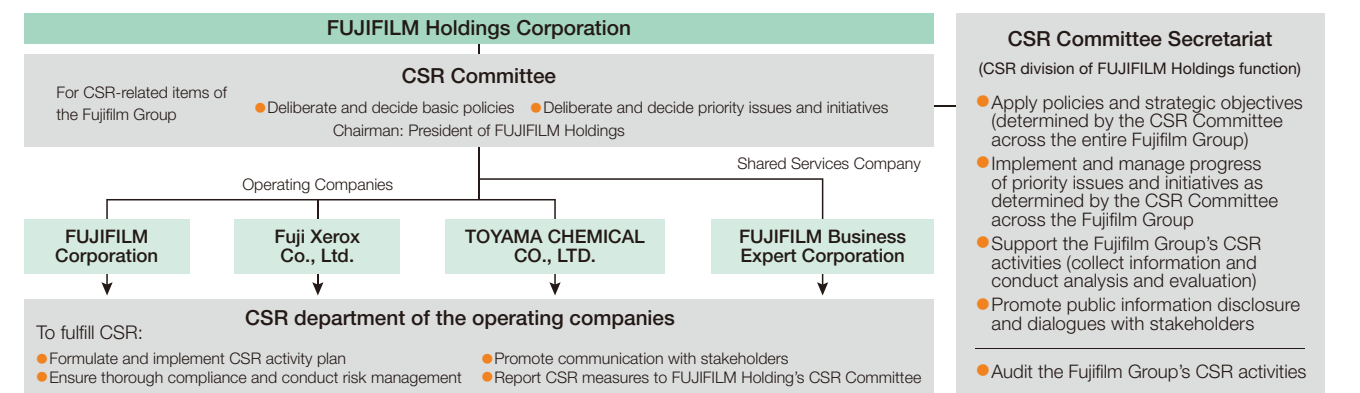 FUJIFILM Holdings Corporation
CSR Committee
For CSR-related items of
the Fujifilm Group
●Deliberate and decide basic policies ●Deliberate and decide priority issues and initiatives
Chairman: President of FUJIFILM Holdings
Shared Services Company
Operating Companies
FUJIFILM
Corporation
Fuji Xerox
Co., Ltd.
TOYAMA CHEMICAL
CO., LTD.
FUJIFILM Business
Expert Corporation
CSR department of the operating companies
To fulfill CSR:
●Formulate and implement CSR activity plan
●Ensure thorough compliance and conduct risk management
●Promote communication with stakeholders
●Report CSR measures to FUJIFILM Holding's CSR Committee
CSR Committee Secretariat
(CSR division of FUJIFILM Holdings function)
●Apply policies and strategic objectives
(determined by the CSR Committee
across the entire Fujifilm Group)
●Implement and manage progress
of priority issues and initiatives as
determined by the CSR Committee
across the Fujifilm Group
●Support the Fujifilm Group's CSR
activities (collect information and
conduct analysis and evaluation)
●Promote public information disclosure
and dialogues with stakeholders
●Audit the Fujifilm Group's CSR activities